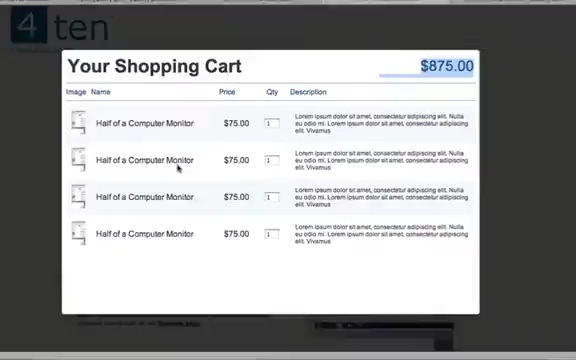 4ten
Your Shopping Cart $875.00
Image Name Price Qty Description
Half of a Computer Monitor $75.00 1 Lorem ipsum dolor sit amet, consectetur adipiscing elit. Nulla
eu odio mi. Lorem ipsum dolor sit amet, consectetur adipiscing
elit. Vivamus
Half of a Computer Monitor $75.00 1 Lorem ipsum dolor sit amet, consectetur adipiscing elit. Nulla
eu odio mi. Lorem ipsum dolor sit amet, consectetur adipiscing
elit. Vivamus
Half of a Computer Monitor $75.00 1 Lorem ipsum dolor sit amet, consectetur adipiscing elit. Nulla
eu odio mi. Lorem ipsum dolor sit amet, consectetur adipiscing
elit. Vivamus
Half of a Computer Monitor $75.00 1 Lorem ipsum dolor sit amet, consectetur adipiscing elit. Nulla
eu odio mi. Lorem ipsum dolor sit amet, consectetur adipiscing
elit. Vivamus